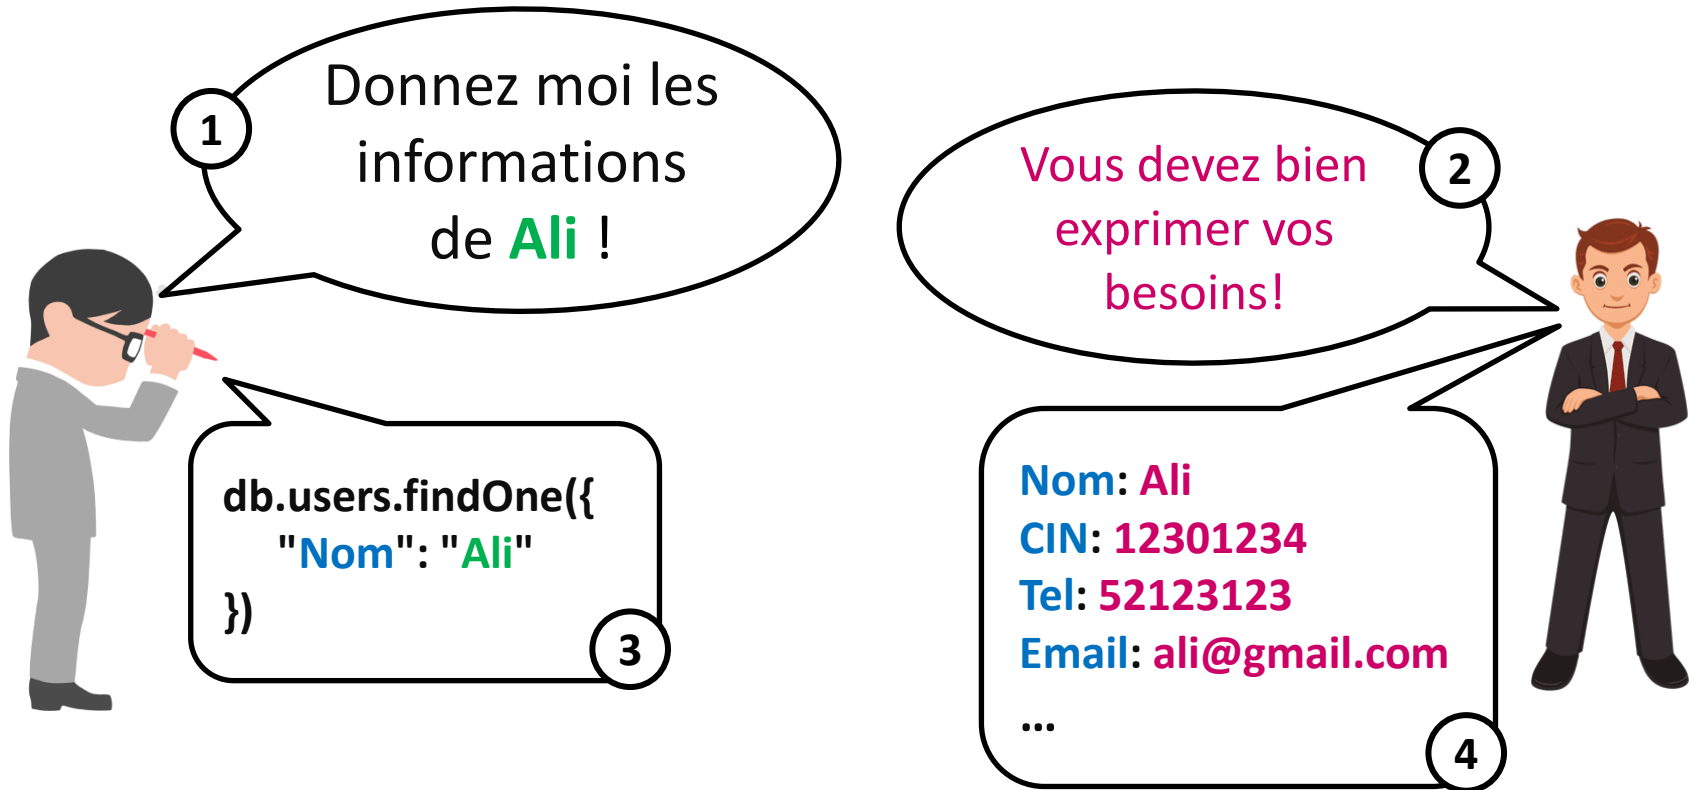 1
Donnez moi les
informations
de Ali !
2
Vous devez bien
exprimer vos
besoins!
db.users.findOne({
"Nom": "Ali"
})
3
Nom: Ali
CIN: 12301234
Tel: 52123123
Email: ali@gmail.com
...
4